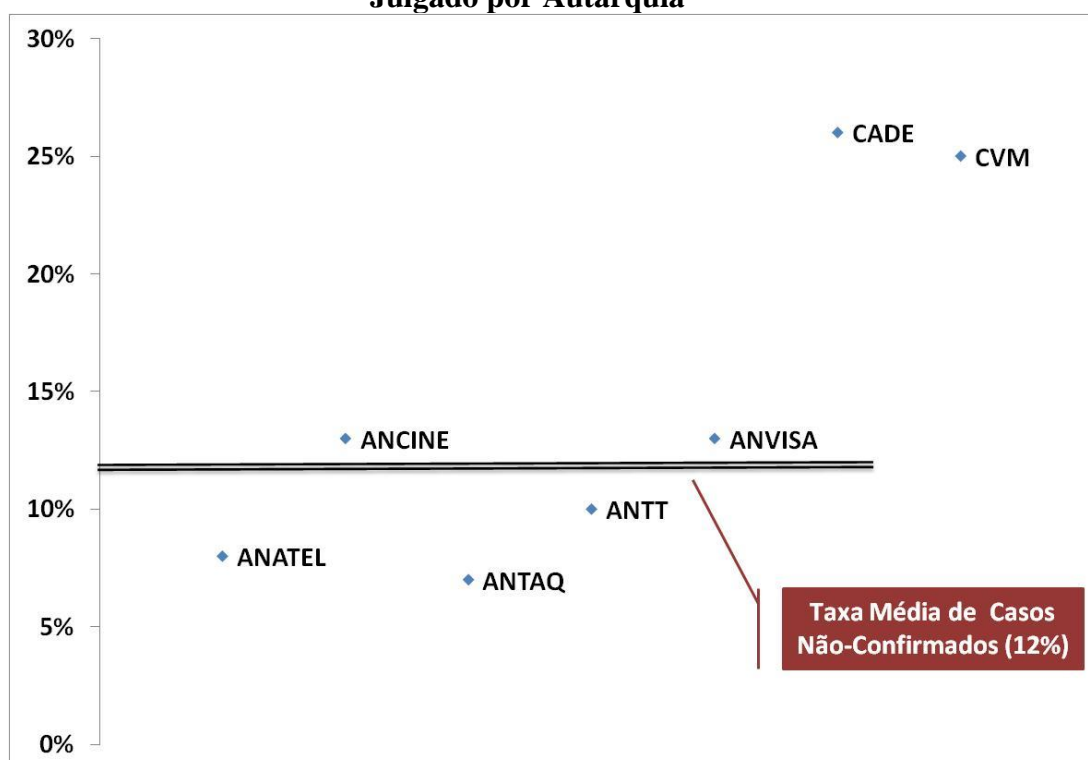 Julgado por Autarquia
30%
CADE
25%
CVM
20%
15%
ANCINE
ANVISA
10%
ANTT
ANATEL
ANTAQ
5%
Taxa Média de Casos
Não-Confirmados (12%)
0%